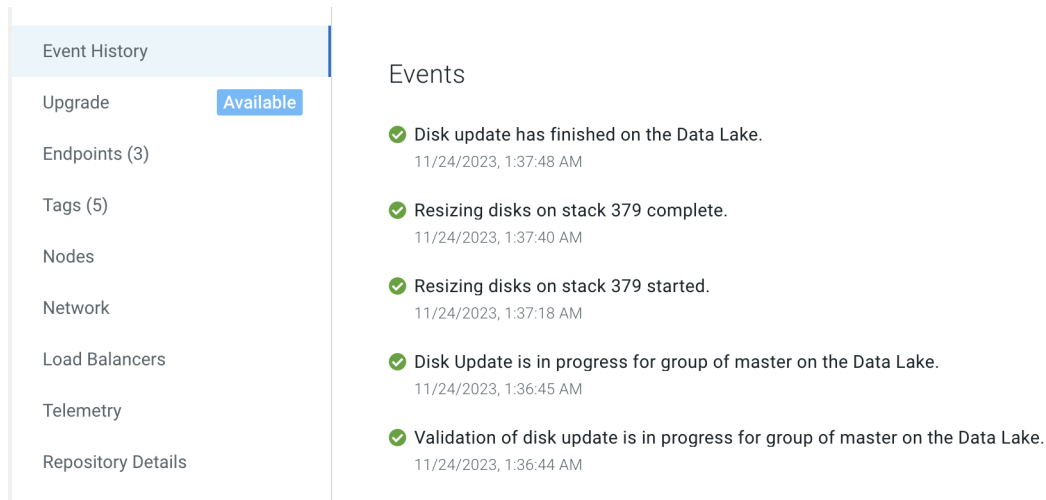 Event History
Upgrade
Available
Endpoints (3)
Tags (5)
Nodes
Network
Load Balancers
Telemetry
Repository Details
Events
Disk update has finished on the Data Lake.
11/24/2023, 1:37:48 AM
Resizing disks on stack 379 complete.
11/24/2023, 1:37:40 AM
Resizing disks on stack 379 started.
11/24/2023, 1:37:18 AM
Disk Update is in progress for group of master on the Data Lake.
11/24/2023, 1:36:45 AM
Validation of disk update is in progress for group of master on the Data Lake.
11/24/2023, 1:36:44 AM